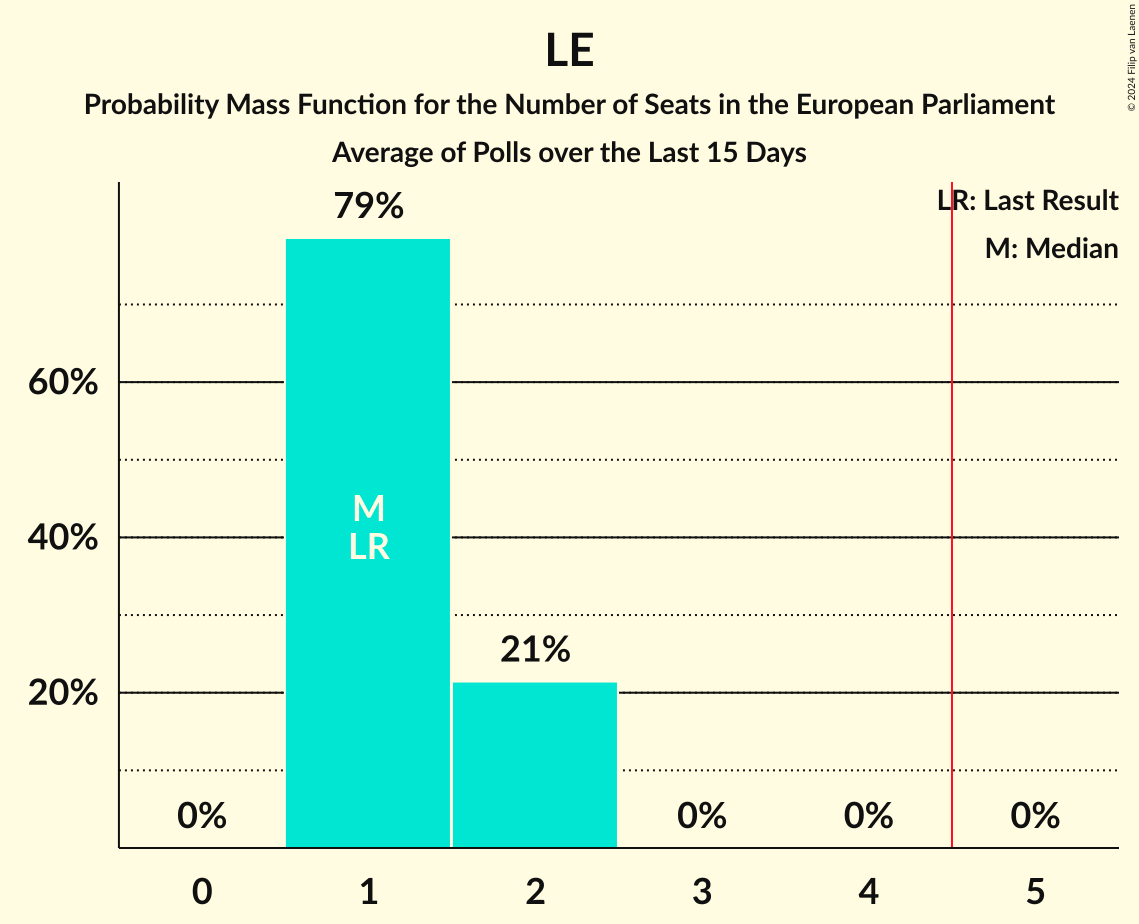 LE
Probability Mass Function for the Number of Seats in the European Parliament
Average of Polls over the Last 15 Days
© 2024 Filip van Laenen
LR: Last Result
M: Median
79%
60%
M
40%
LR
21%
20%
0%
0%
0%
0%
0
1
2
3
4
5